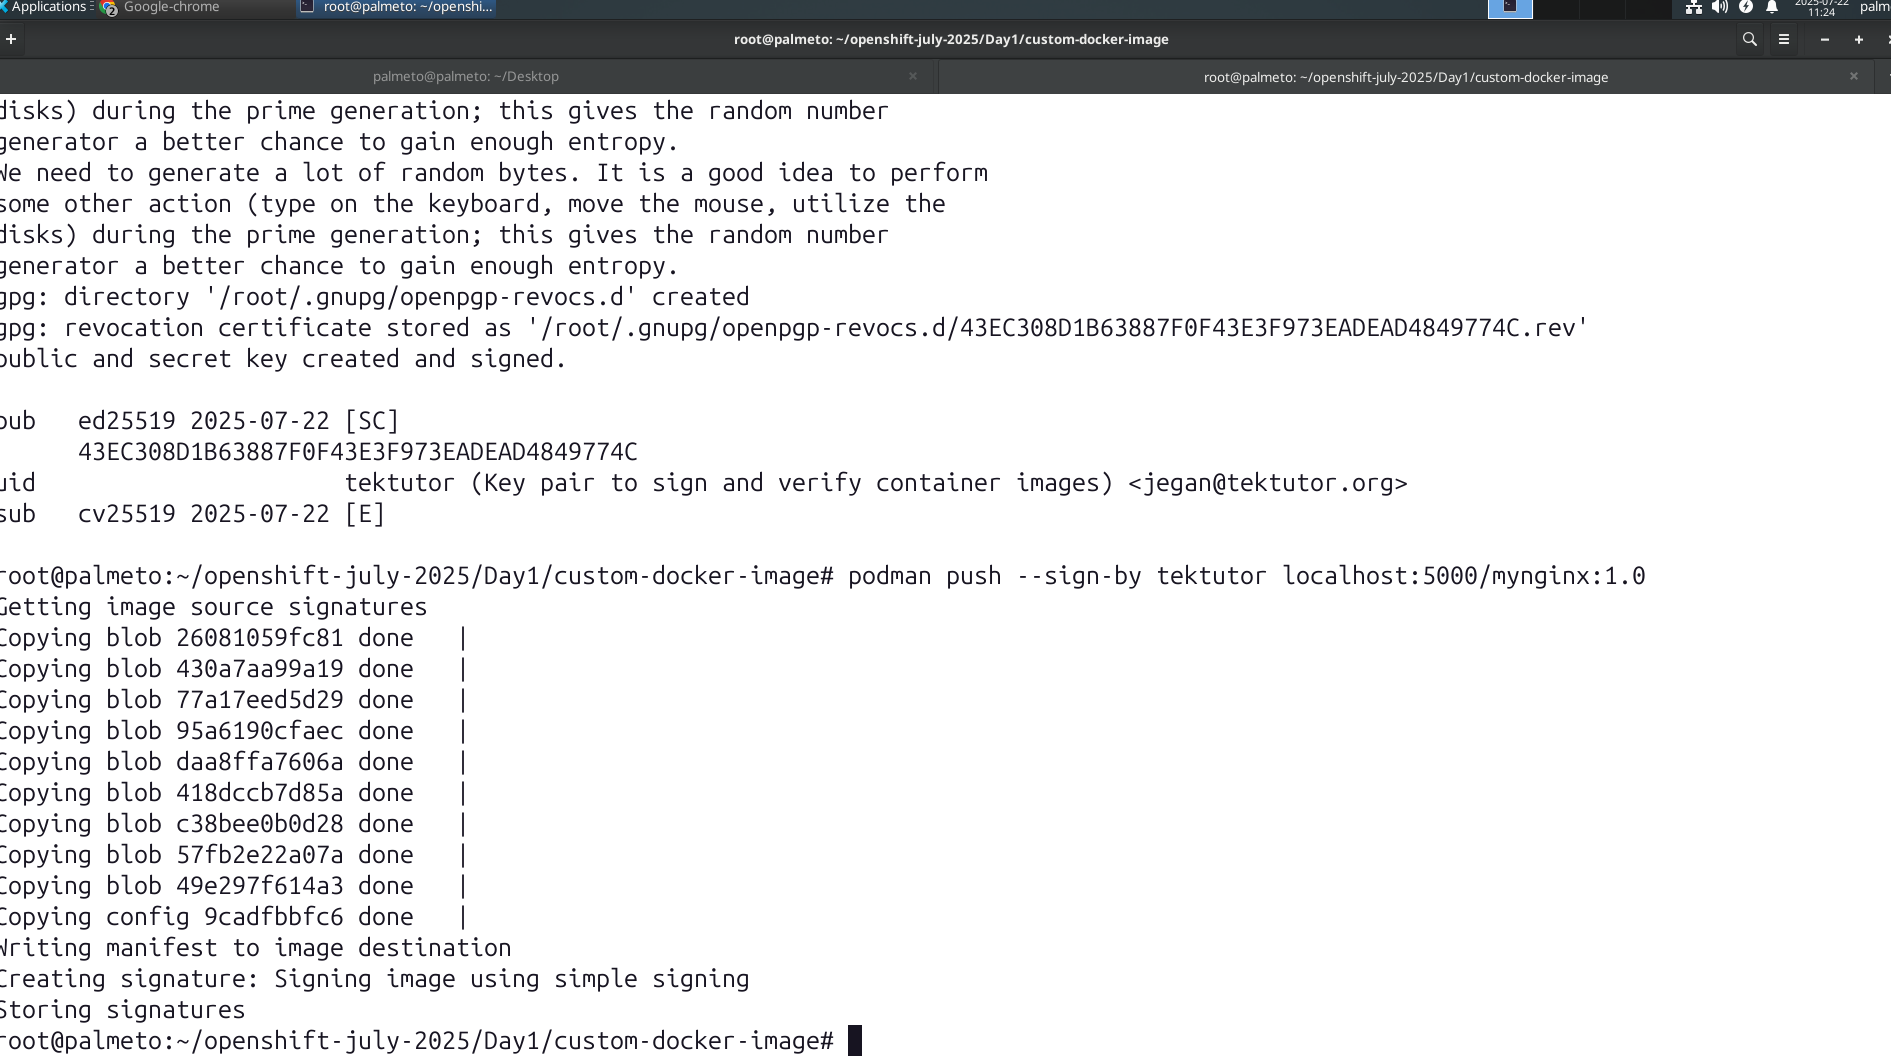 Applications
Google-chrome
root@palmeto: ~/openshi...
2025-07-22
11:24
palm
root@palmeto: ~/openshift-july-2025/Day1/custom-docker-image
palmeto@palmeto: ~/Desktop
root@palmeto: ~/openshift-july-2025/Day1/custom-docker-image
disks) during the prime generation; this gives the random number
generator a better chance to gain enough entropy.
We need to generate a lot of random bytes. It is a good idea to perform
some other action (type on the keyboard, move the mouse, utilize the
disks) during the prime generation; this gives the random number
generator a better chance to gain enough entropy.
gpg: directory '/root/.gnupg/openpgp-revocs.d' created
gpg: revocation certificate stored as '/root/.gnupg/openpgp-revocs.d/43EC308D1B63887F0F43E3F973EADEAD4849774C.rev'
public and secret key created and signed.
pub   ed25519 2025-07-22 [SC]
43EC308D1B63887F0F43E3F973EADEAD4849774C
uid                      tektutor (Key pair to sign and verify container images) <jegan@tektutor.org>
sub   cv25519 2025-07-22 [E]
root@palmeto:~/openshift-july-2025/Day1/custom-docker-image# podman push --sign-by tektutor localhost:5000/mynginx:1.0
Getting image source signatures
Copying blob 26081059fc81 done   |
Copying blob 430a7aa99a19 done   |
Copying blob 77a17eed5d29 done   |
Copying blob 95a6190cfaec done   |
Copying blob daa8ffa7606a done   |
Copying blob 418dccb7d85a done   |
Copying blob c38bee0b0d28 done   |
Copying blob 57fb2e22a07a done   |
Copying blob 49e297f614a3 done   |
Copying config 9cadfbbfc6 done   |
Writing manifest to image destination
Creating signature: Signing image using simple signing
Storing signatures
root@palmeto:~/openshift-july-2025/Day1/custom-docker-image#